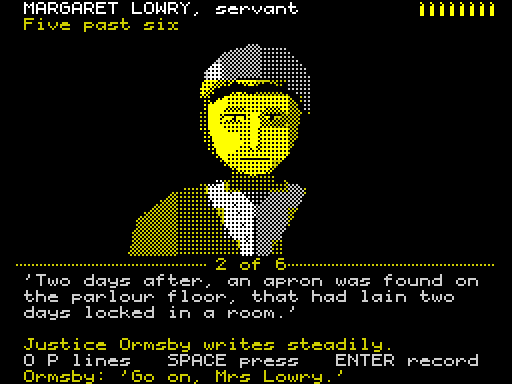 MARGARET LOWRY, servant
Five past six
2 of 6
'Two days after, an apron was found on
the parlour floor, that had lain two
days locked in a room.'
Justice Ormsby writes steadily.
O P lines   SPACE press   ENTER record
Ormsby: 'Go on, Mrs Lowry.'